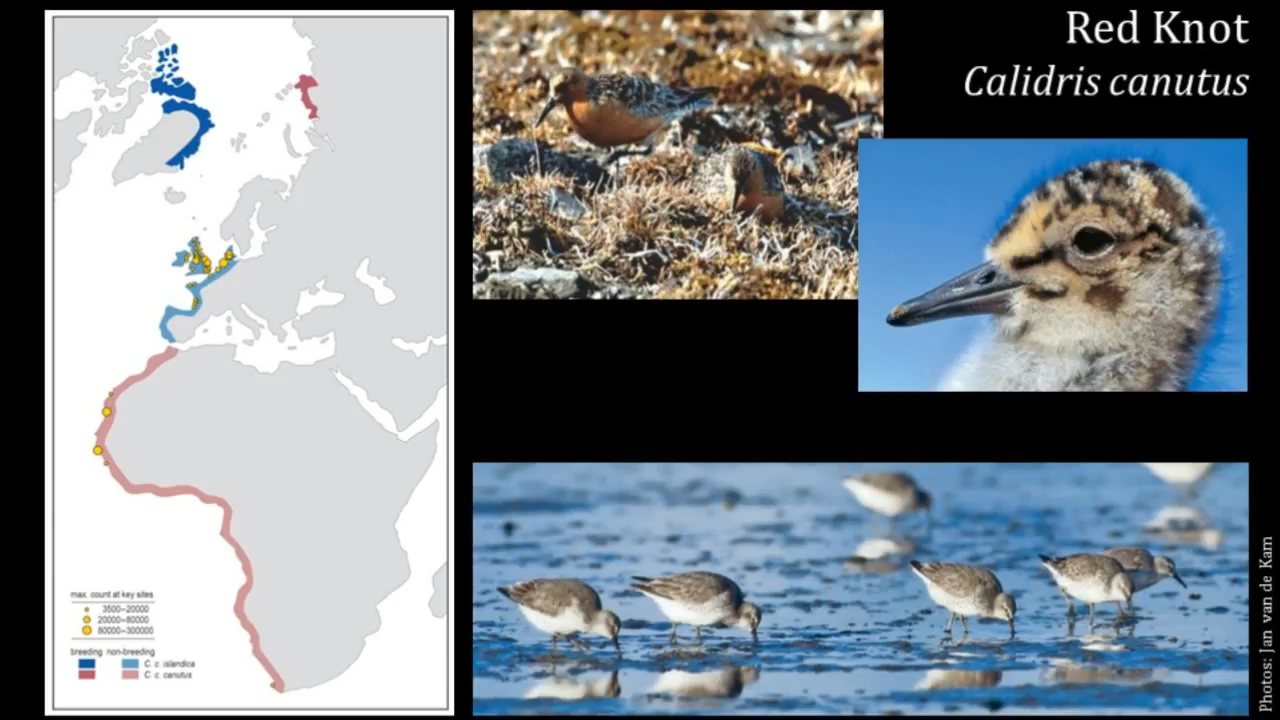 Red Knot
Calidris canutus
max. count at key sites
3500–20000
20000–80000
80000–300000
breeding non-breeding
C. c. islandica
C. c. canutus
Photos: Jan van de Kam